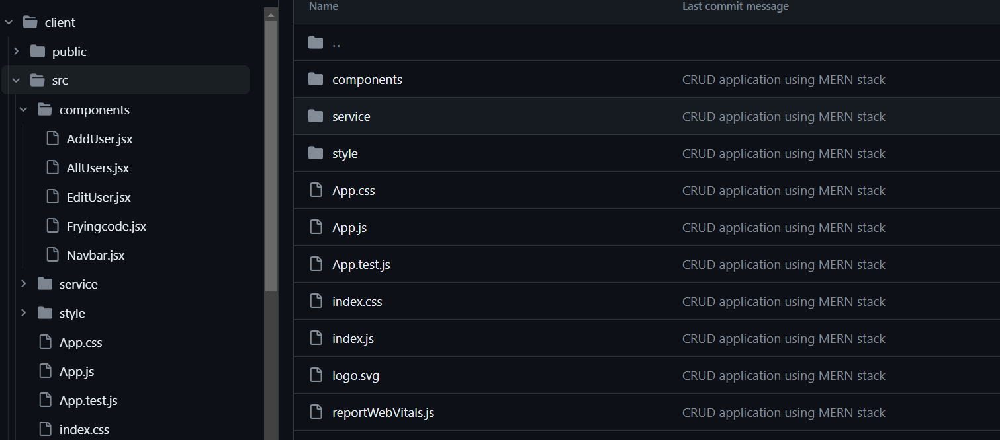 client
public
src
components
AddUser.jsx
AllUsers.jsx
EditUser.jsx
Fryingcode.jsx
Navbar.jsx
service
style
App.css
App.js
App.test.js
index.css
Name Last commit message
..
components CRUD application using MERN stack
service CRUD application using MERN stack
style CRUD application using MERN stack
App.css CRUD application using MERN stack
App.js CRUD application using MERN stack
App.test.js CRUD application using MERN stack
index.css CRUD application using MERN stack
index.js CRUD application using MERN stack
logo.svg CRUD application using MERN stack
reportWebVitals.js CRUD application using MERN stack